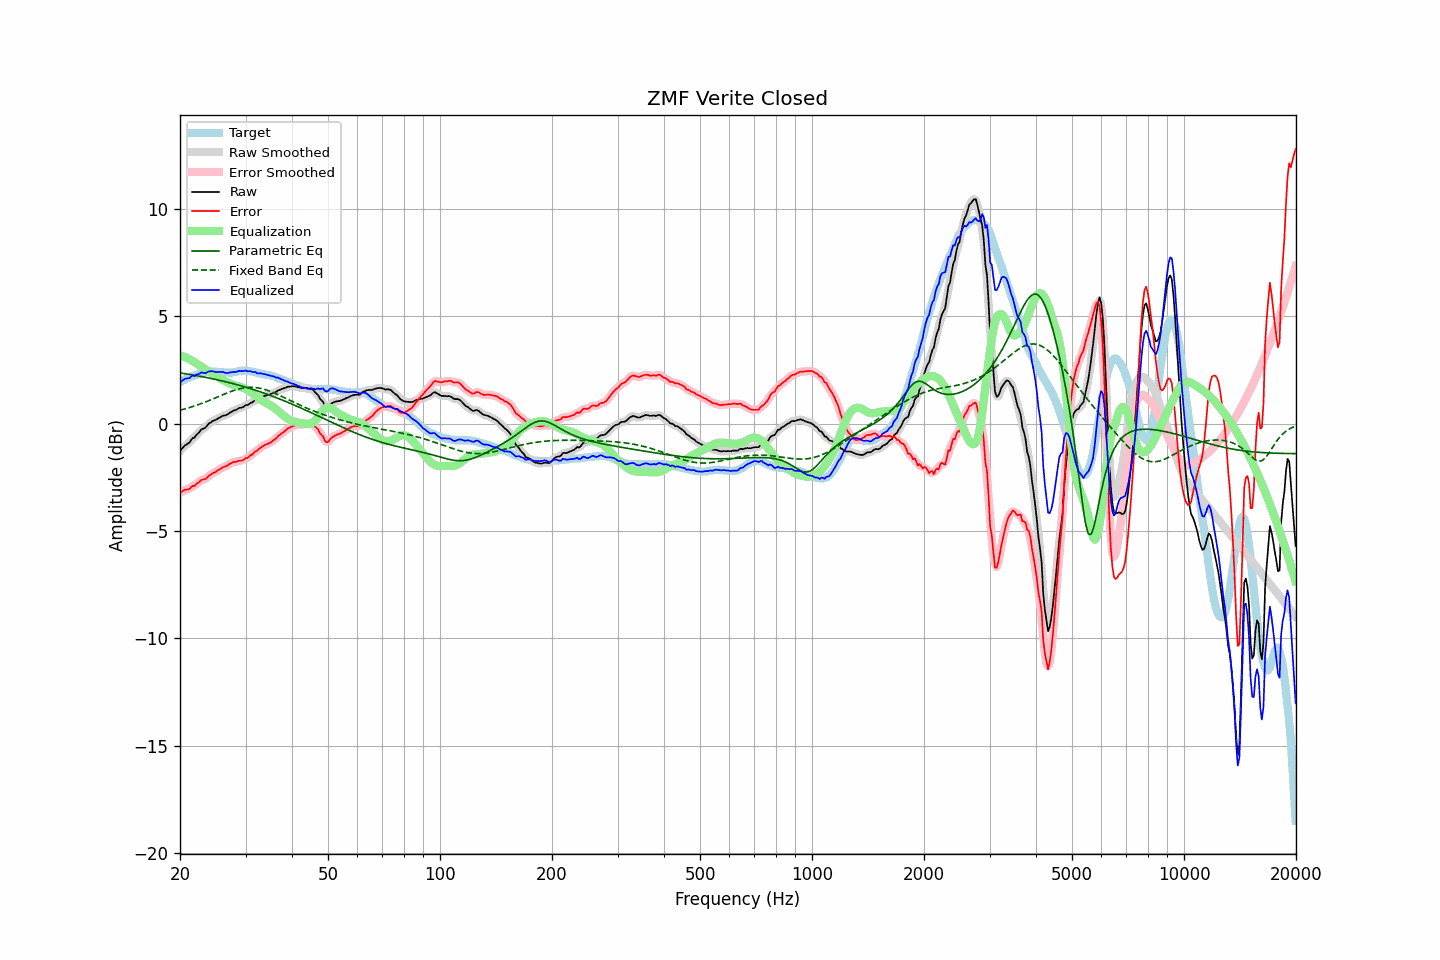 ZMF Verite Closed
Target
Raw Smoothed
Error Smoothed
Raw
Error
Equalization
Parametric Eq
Fixed Band Eq
Equalized
10
5
0
−5
−10
−15
−20
Amplitude (dBr)
20 50 100 200 500 1000 2000 5000 10000 20000
Frequency (Hz)